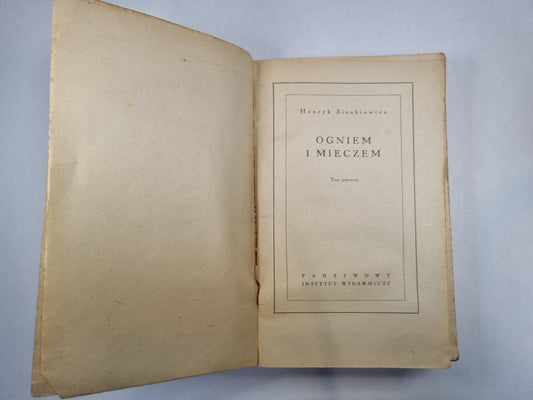 Henryk Sienkiewicz
OGNIEM
I MIECZEM
Tom pierwszy
PAŃSTWOWY
INSTYTUT WYDAWNICZY